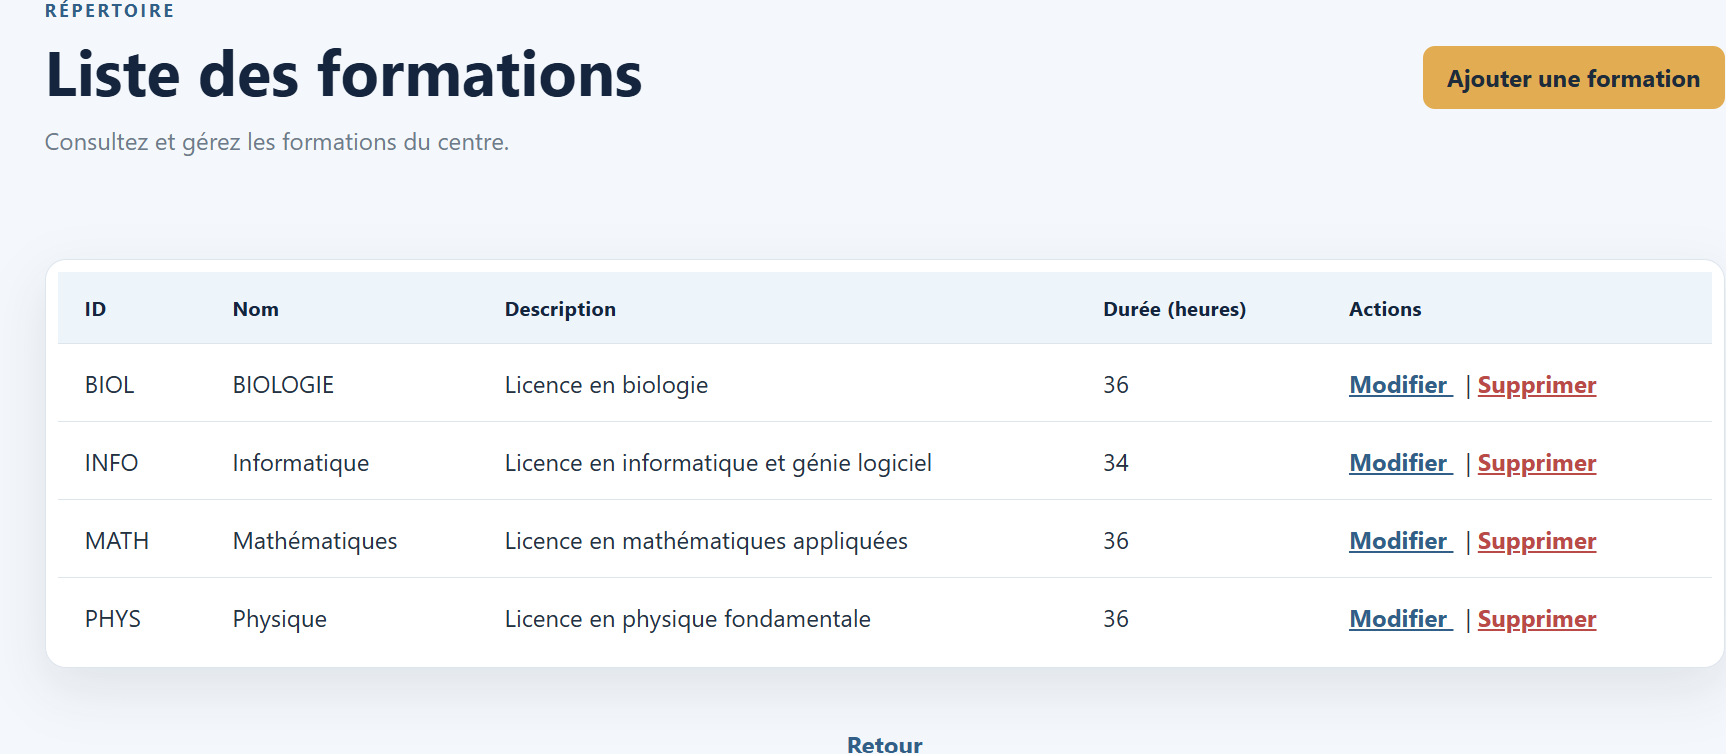 RÉPERTOIRE
Liste des formations
Ajouter une formation
Consultez et gérez les formations du centre.
ID Nom Description Durée (heures) Actions
BIOL BIOLOGIE Licence en biologie 36 Modifier | Supprimer
INFO Informatique Licence en informatique et génie logiciel 34 Modifier | Supprimer
MATH Mathématiques Licence en mathématiques appliquées 36 Modifier | Supprimer
PHYS Physique Licence en physique fondamentale 36 Modifier | Supprimer
Retour